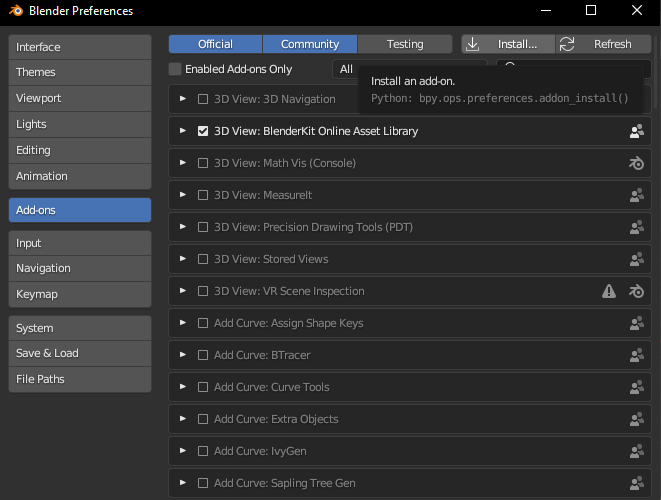 Blender Preferences
Interface
Themes
Viewport
Lights
Editing
Animation
Add-ons
Input
Navigation
Keymap
System
Save & Load
File Paths
Official Community Testing Install... Refresh
Enabled Add-ons Only All
Install an add-on.
Python: bpy.ops.preferences.addon_install()
3D View: 3D Navigation
3D View: BlenderKit Online Asset Library
3D View: Math Vis (Console)
3D View: MeasureIt
3D View: Precision Drawing Tools (PDT)
3D View: Stored Views
3D View: VR Scene Inspection
Add Curve: Assign Shape Keys
Add Curve: BTracer
Add Curve: Curve Tools
Add Curve: Extra Objects
Add Curve: IvyGen
Add Curve: Sapling Tree Gen